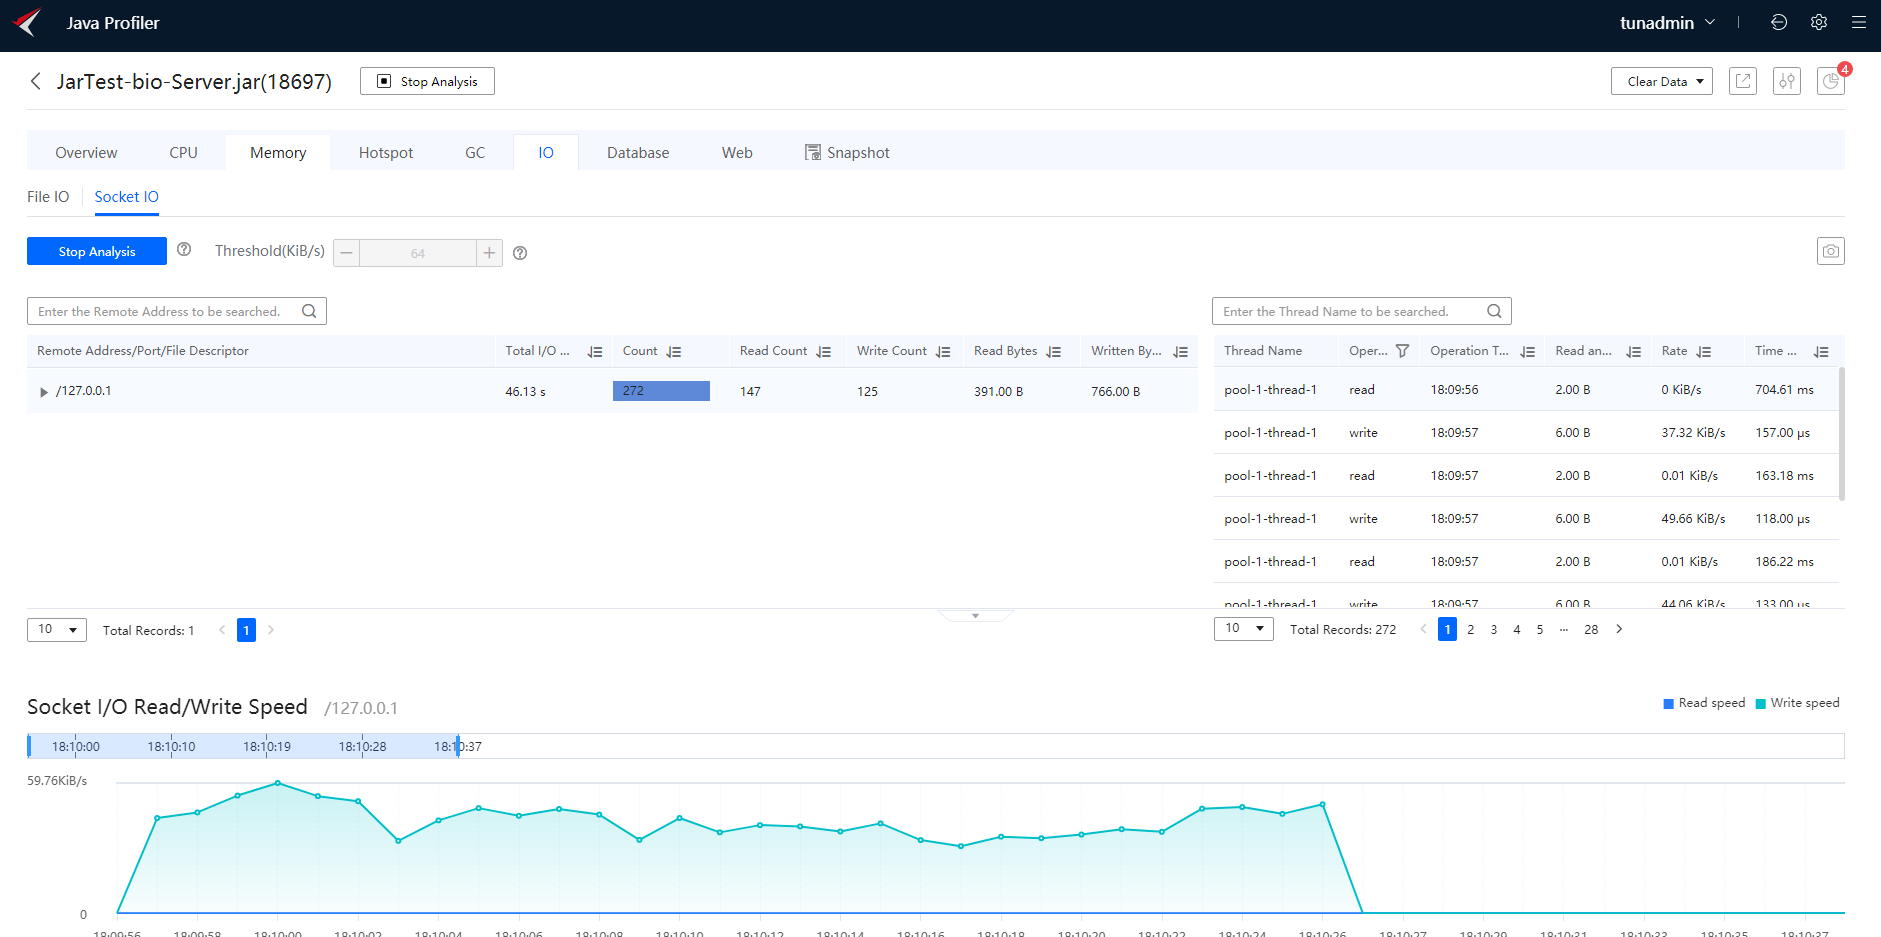 Java Profiler
tunadmin
JarTest-bio-Server.jar(18697)
Stop Analysis
Clear Data
4
Overview
CPU
Memory
Hotspot
GC
IO
Database
Web
Snapshot
File IO
Socket IO
Stop Analysis
Threshold(KiB/s)
64
Enter the Remote Address to be searched.
Remote Address/Port/File Descriptor Total I/O ... Count Read Count Write Count Read Bytes Written By...
/127.0.0.1 46.13 s 272 147 125 391.00 B 766.00 B
10
Total Records: 1
1
Enter the Thread Name to be searched.
Thread Name Oper... Operation T... Read an... Rate Time ...
pool-1-thread-1 read 18:09:56 2.00 B 0 KiB/s 704.61 ms
pool-1-thread-1 write 18:09:57 6.00 B 37.32 KiB/s 157.00 μs
pool-1-thread-1 read 18:09:57 2.00 B 0.01 KiB/s 163.18 ms
pool-1-thread-1 write 18:09:57 6.00 B 49.66 KiB/s 118.00 μs
pool-1-thread-1 read 18:09:57 2.00 B 0.01 KiB/s 186.22 ms
pool-1-thread-1 write 18:09:57 6.00 B 44.06 KiB/s 133.00 μs
10
Total Records: 272
1 2 3 4 5 ... 28
Socket I/O Read/Write Speed /127.0.0.1
Read speed Write speed
18:10:00 18:10:10 18:10:19 18:10:28 18:10:37
59.76KiB/s
0
18:09:56 18:09:58 18:10:00 18:10:02 18:10:04 18:10:06 18:10:08 18:10:10 18:10:12 18:10:14 18:10:16 18:10:18 18:10:20 18:10:22 18:10:24 18:10:26 18:10:27 18:10:29 18:10:31 18:10:33 18:10:35 18:10:37